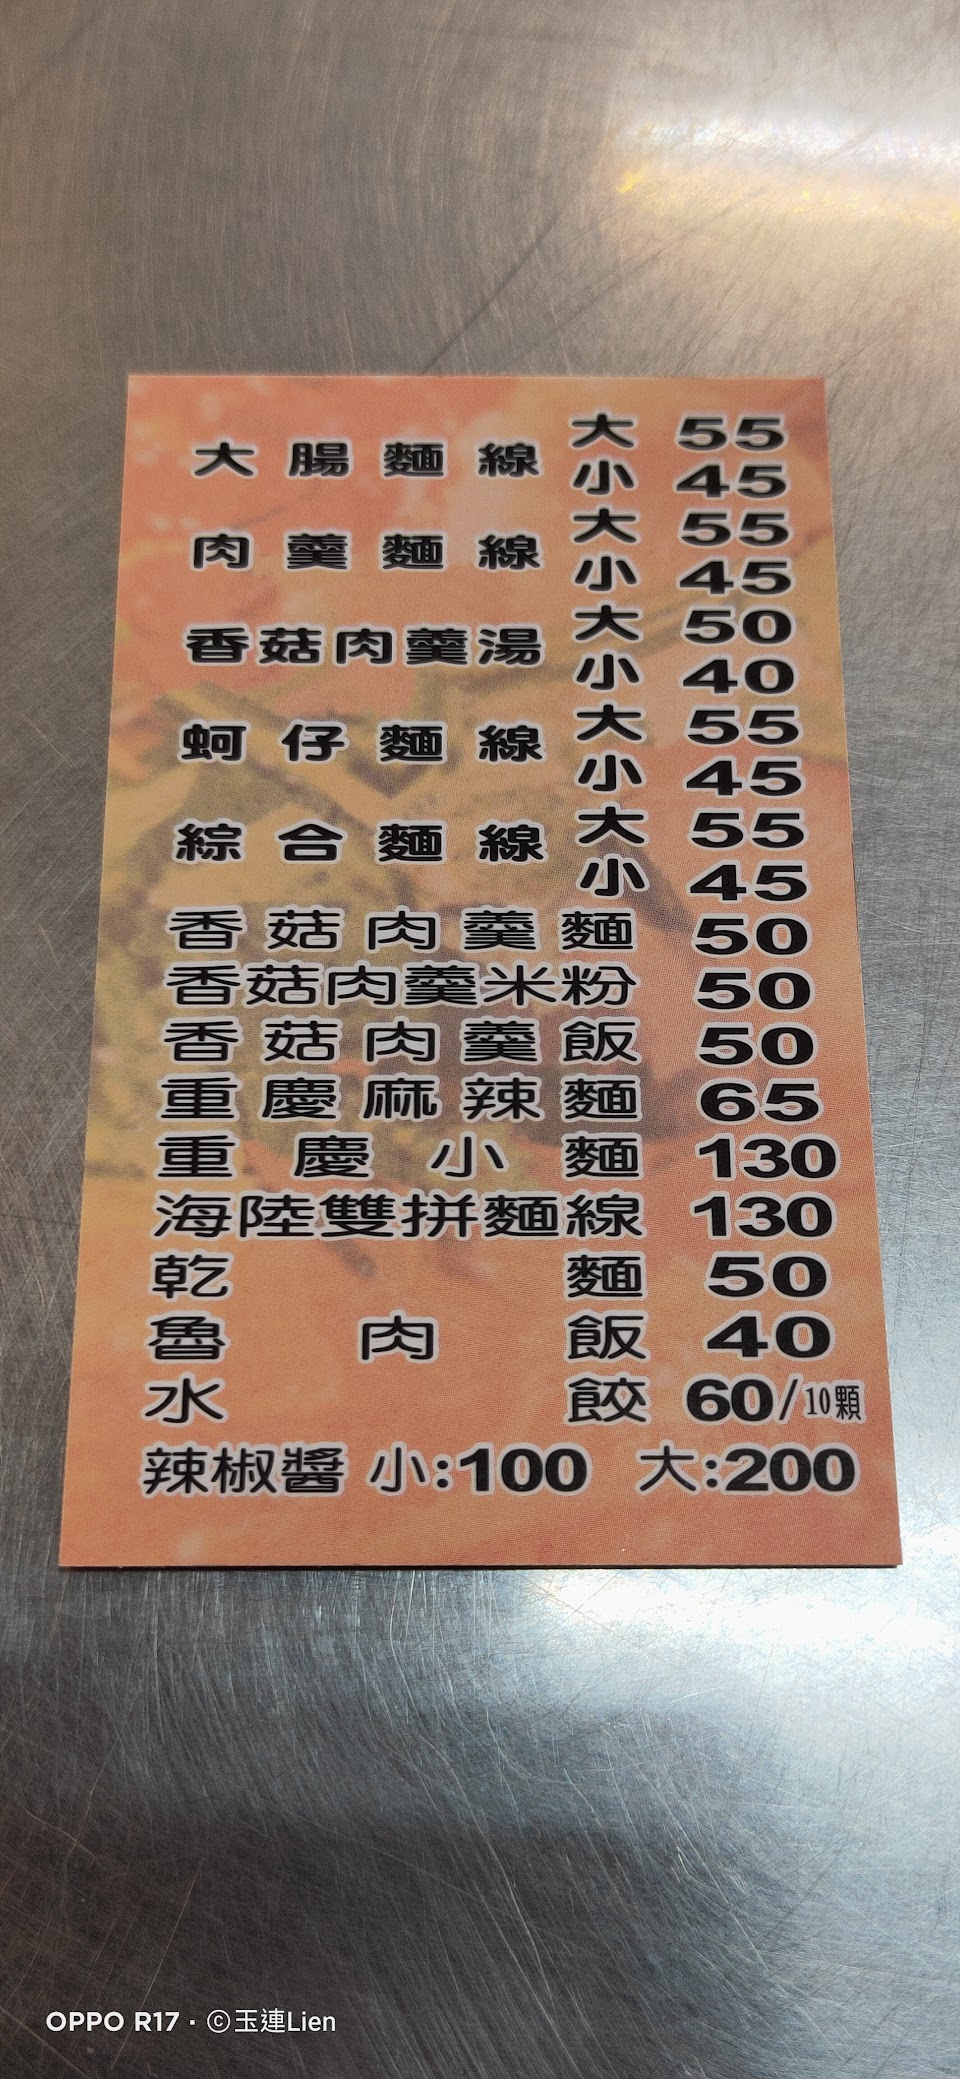 大腸麵線 大 55
小 45
肉羹麵線 大 55
小 45
香菇肉羹湯 大 50
小 40
蚵仔麵線 大 55
小 45
綜合麵線 大 55
小 45
香菇肉羹麵 50
香菇肉羹米粉 50
香菇肉羹飯 50
重慶麻辣麵 65
重慶小麵 130
海陸雙拼麵線 130
乾麵 50
魯肉飯 40
水餃 60/10顆
辣椒醬 小:100 大:200
OPPO R17 · ©玉連Lien